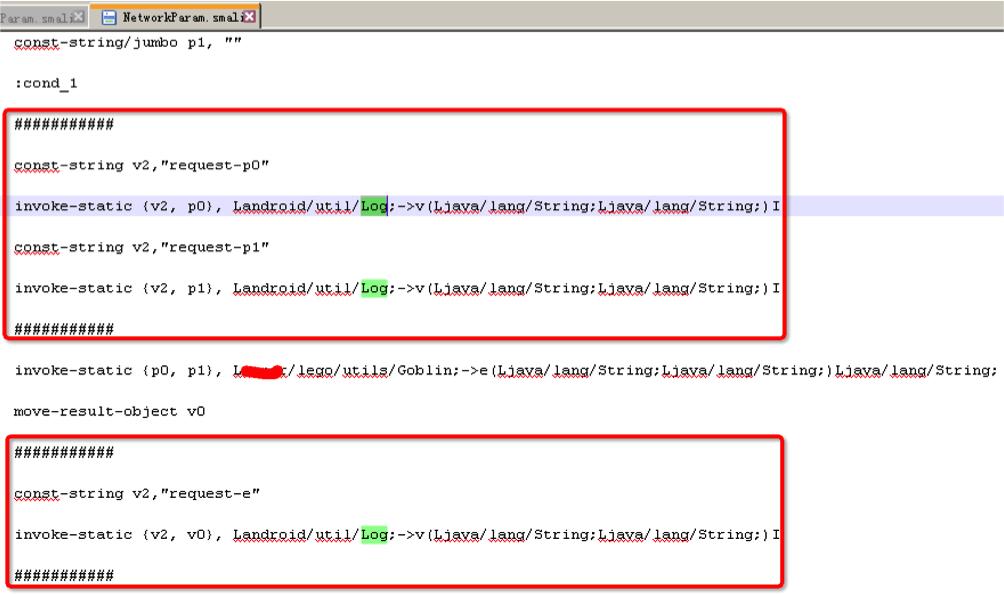 Param.smali
NetworkParam.smali
const-string/jumbo p1, ""
:cond_1
###########
const-string v2,"request-p0"
invoke-static {v2, p0}, Landroid/util/Log;->v(Ljava/lang/String;Ljava/lang/String;)I
const-string v2,"request-p1"
invoke-static {v2, p1}, Landroid/util/Log;->v(Ljava/lang/String;Ljava/lang/String;)I
###########
invoke-static {p0, p1}, L r/lego/utils/Goblin;->e(Ljava/lang/String;Ljava/lang/String;)Ljava/lang/String;
move-result-object v0
###########
const-string v2,"request-e"
invoke-static {v2, v0}, Landroid/util/Log;->v(Ljava/lang/String;Ljava/lang/String;)I
###########